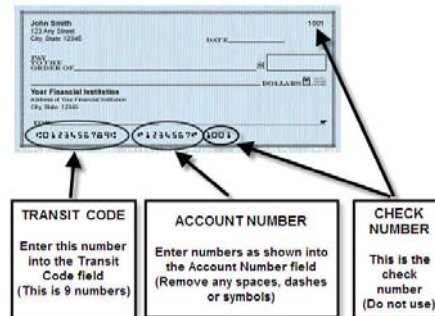 John Smith
123 Any Street
City, State 12345
1001
DATE
PAY
TO THE
ORDER OF
$
DOLLARS
Your Financial Institution
Address of Your Financial Institution
City, State 12345
FOR
⑆0123456789⑆ ⑈1234567⑈ 1001
TRANSIT CODE
Enter this number
into the Transit
Code field
(This is 9 numbers)
ACCOUNT NUMBER
Enter numbers as shown into
the Account Number field
(Remove any spaces, dashes
or symbols)
CHECK
NUMBER
This is the
check
number
(Do not use)